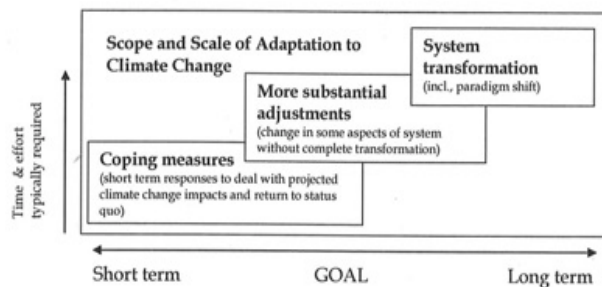 Scope and Scale of Adaptation to
Climate Change
System
transformation
(incl., paradigm shift)
More substantial
adjustments
(change in some aspects of system
without complete transformation)
Coping measures
(short term responses to deal with projected
climate change impacts and return to status
quo)
Time & effort
typically required
Short term GOAL Long term